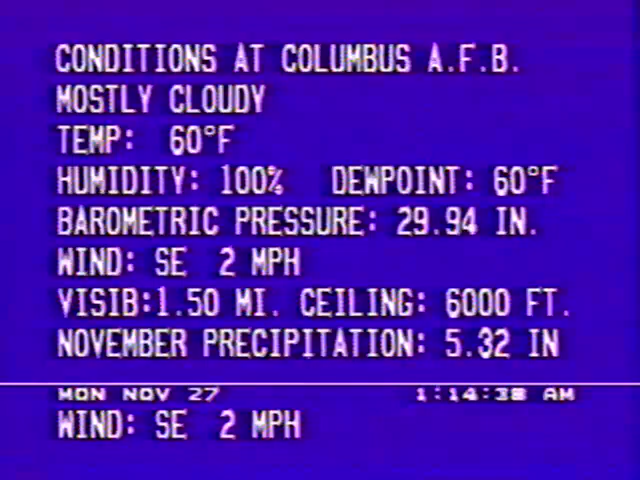 CONDITIONS AT COLUMBUS A.F.B.
MOSTLY CLOUDY
TEMP:  60°F
HUMIDITY: 100%   DEWPOINT: 60°F
BAROMETRIC PRESSURE: 29.94 IN.
WIND: SE  2 MPH
VISIB:1.50 MI. CEILING: 6000 FT.
NOVEMBER PRECIPITATION: 5.32 IN
MON NOV 27 1:14:38 AM
WIND: SE  2 MPH